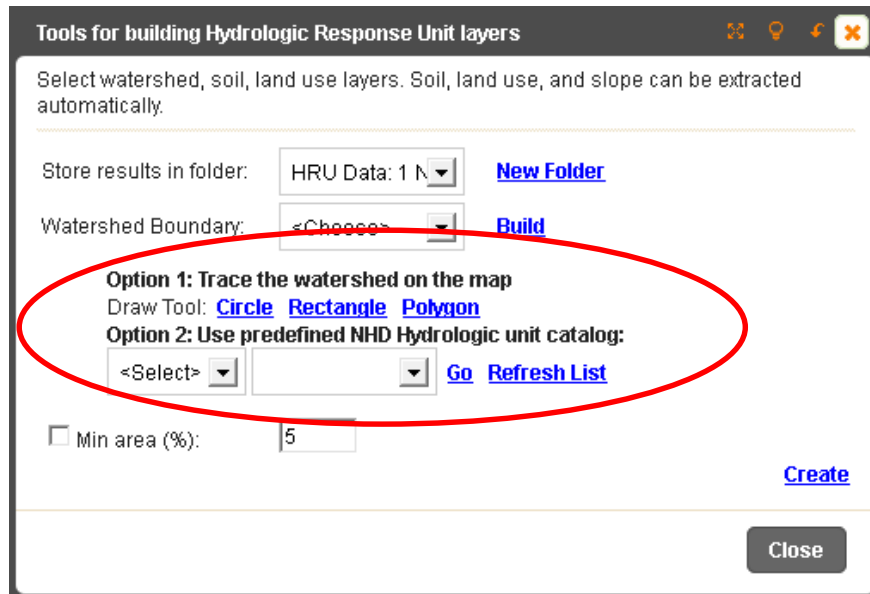 Tools for building Hydrologic Response Unit layers
Select watershed, soil, land use layers. Soil, land use, and slope can be extracted
automatically.
Store results in folder: HRU Data: 1 N New Folder
Watershed Boundary: <Choose> Build
Option 1: Trace the watershed on the map
Draw Tool: Circle Rectangle Polygon
Option 2: Use predefined NHD Hydrologic unit catalog:
<Select> Go Refresh List
Min area (%): 5
Create
Close